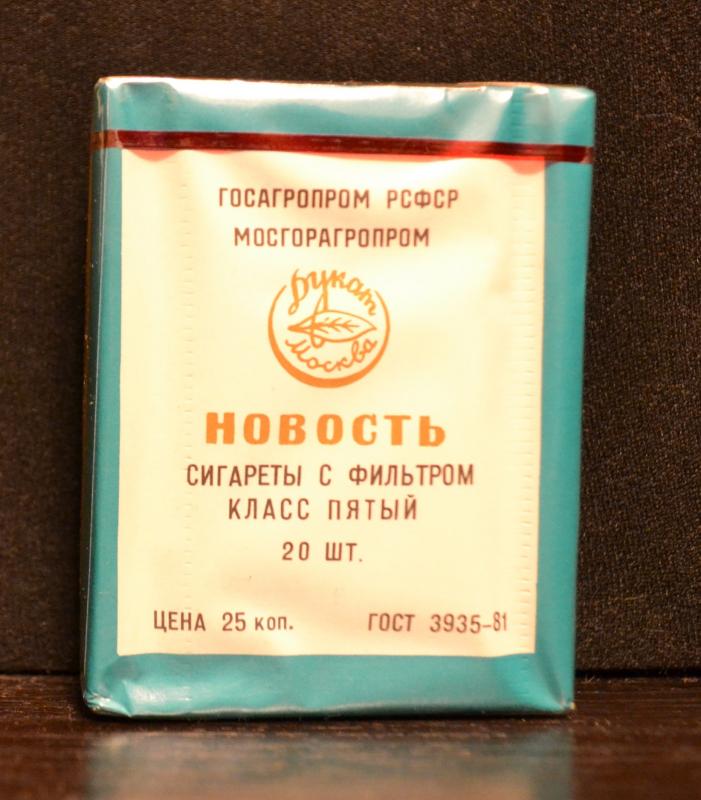 ГОСАГРОПРОМ РСФСР
МОСГОРАГРОПРОМ
Дукат
Москва
НОВОСТЬ
СИГАРЕТЫ С ФИЛЬТРОМ
КЛАСС ПЯТЫЙ
20 ШТ.
ЦЕНА 25 коп. ГОСТ 3935-81